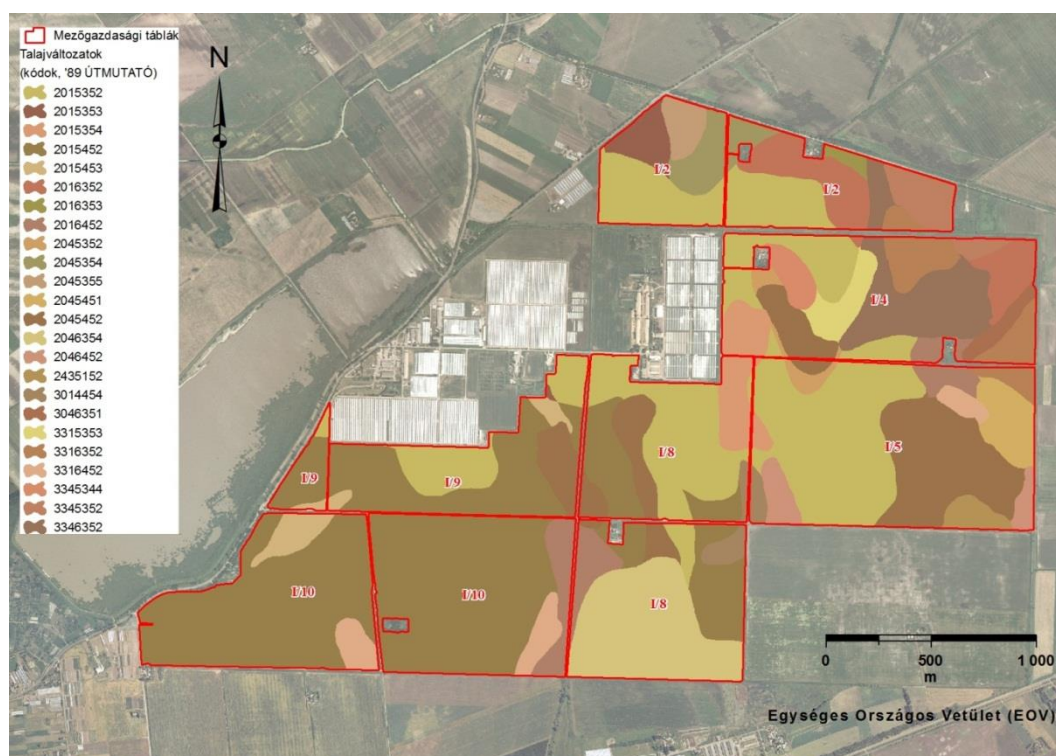 Mezőgazdasági táblák
Talajváltozatok
(kódok, '89 ÚTMUTATÓ)
2015352
2015353
2015354
2015452
2015453
2016352
2016353
2016452
2045352
2045354
2045355
2045451
2045452
2046354
2046452
2435152
3014454
3046351
3315353
3316352
3316452
3345344
3345352
3346352
N
I/2
I/2
I/4
I/5
I/8
I/9
I/9
I/10
I/10
I/8
0 500 1 000
m
Egységes Országos Vetület (EOV)